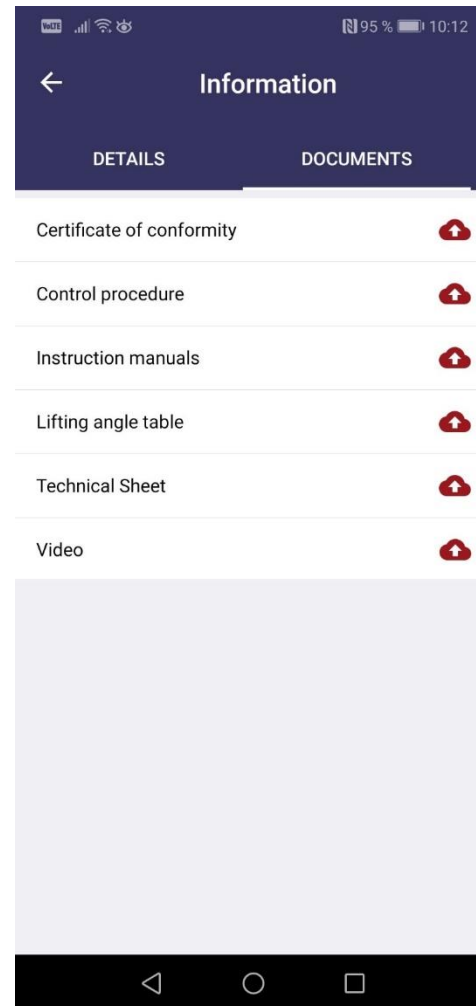 VoLTE 95 % 10:12
Information
DETAILS DOCUMENTS
Certificate of conformity
Control procedure
Instruction manuals
Lifting angle table
Technical Sheet
Video